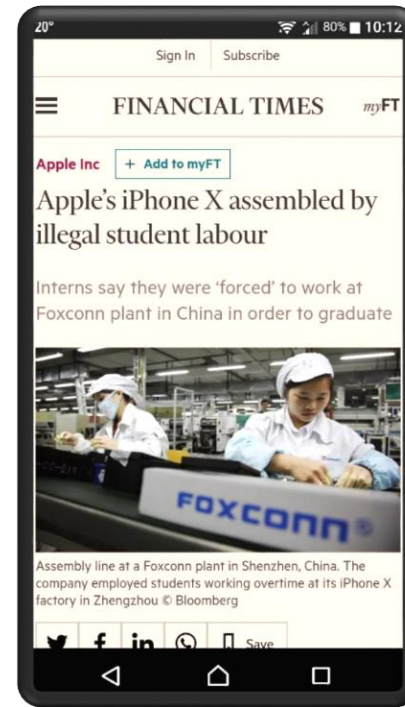 20° 80% 10:12
Sign In Subscribe
FINANCIAL TIMES myFT
Apple Inc + Add to myFT
Apple's iPhone X assembled by
illegal student labour
Interns say they were 'forced' to work at
Foxconn plant in China in order to graduate
FOXCONN®
Assembly line at a Foxconn plant in Shenzhen, China. The
company employed students working overtime at its iPhone X
factory in Zhengzhou © Bloomberg
f in Save